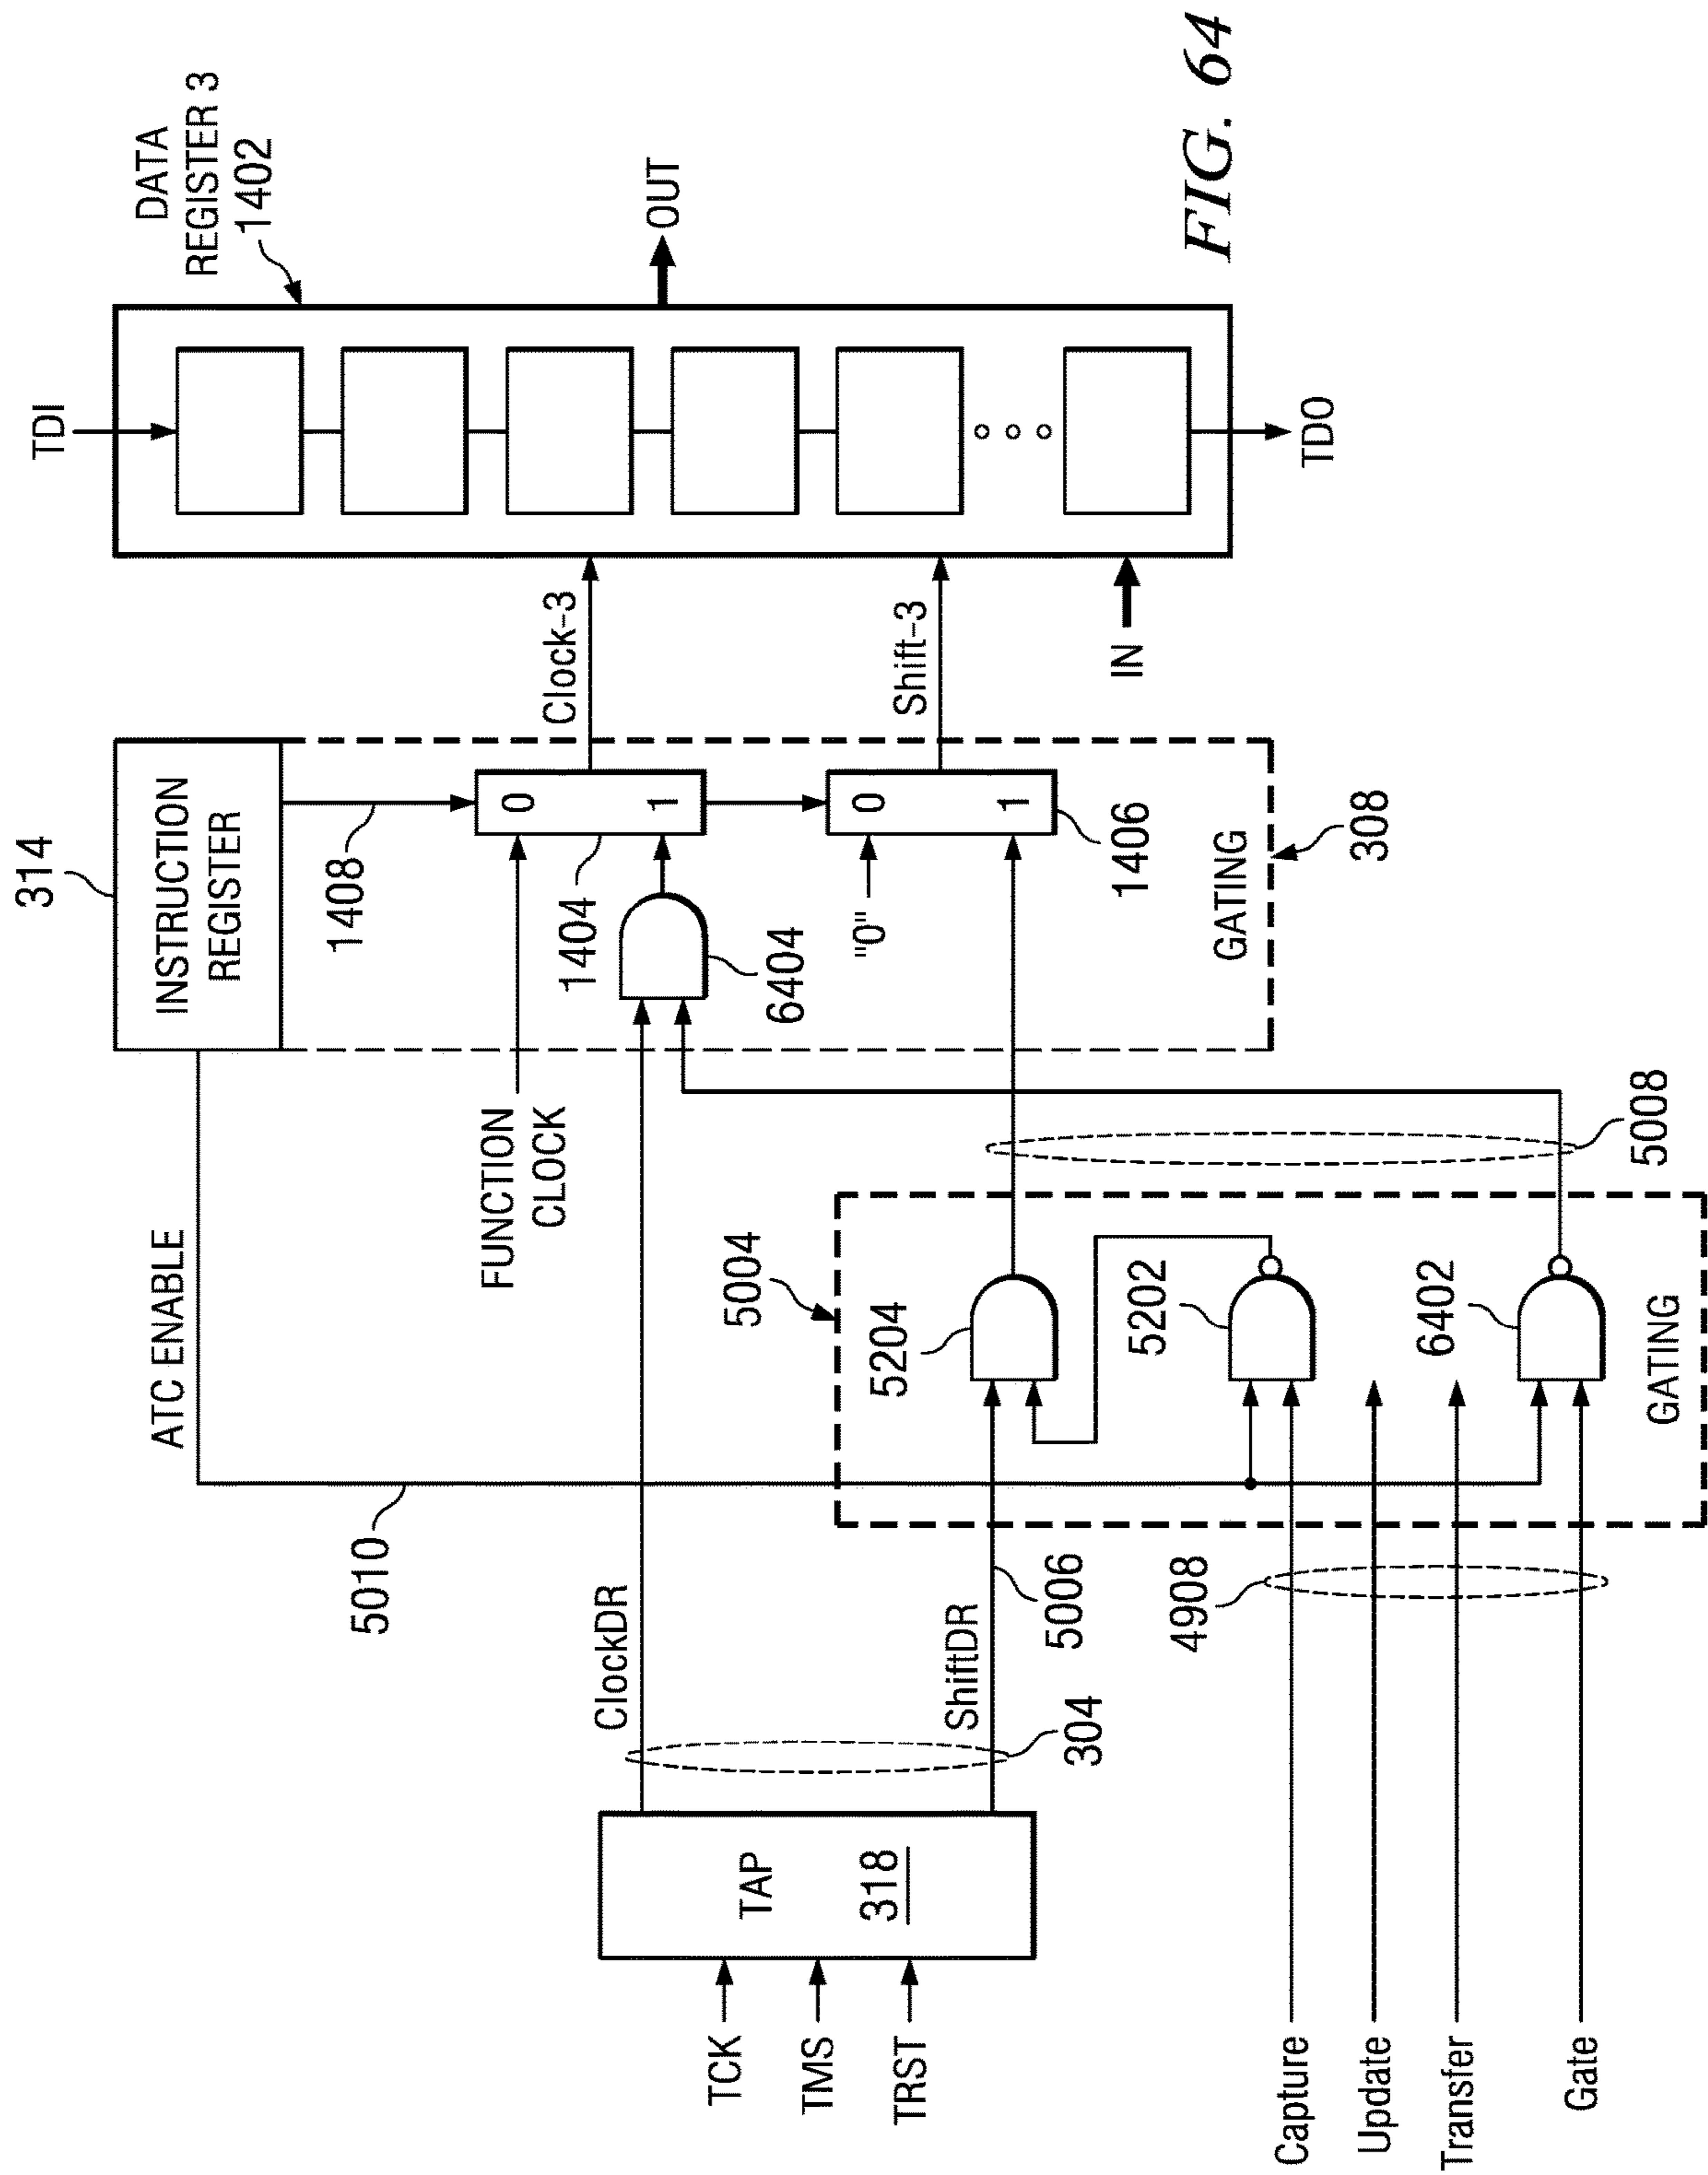 314
INSTRUCTION
REGISTER
ATC ENABLE
5010
1408
FUNCTION
CLOCK
0
1
1404
6404
Clock-3
"0"
0
1
1406
Shift-3
GATING
308
TDI
DATA
REGISTER 3
1402
OUT
IN
TDO
TCK
TMS
TRST
TAP
318
ClockDR
ShiftDR
304
5006
5004
5204
5202
6402
GATING
5008
4908
Capture
Update
Transfer
Gate
FIG. 64